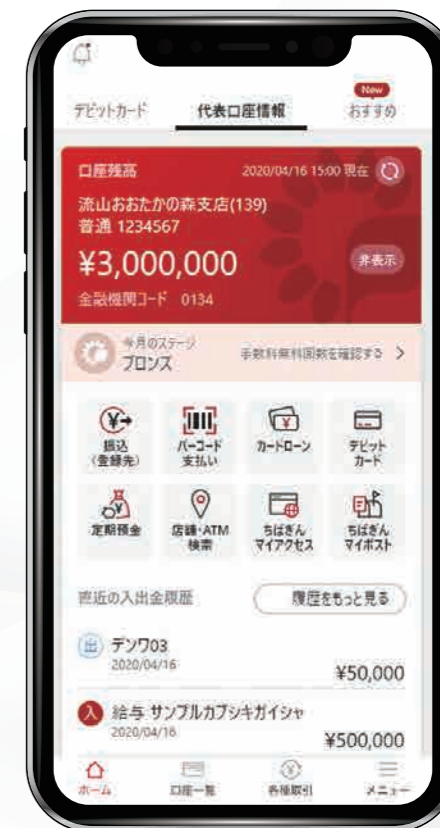 New
デビットカード 代表口座情報 おすすめ
口座残高 2020/04/16 15:00 現在
流山おおたかの森支店(139)
普通 1234567
¥3,000,000 非表示
金融機関コード 0134
今月のステージ
ブロンズ 手数料無料回数を確認する >
振込
(登録先)
バーコード
支払い
カードローン
デビット
カード
定期預金
店舗・ATM
検索
ちばぎん
マイアクセス
ちばぎん
マイポスト
直近の入出金履歴 履歴をもっと見る
出 デンワ03
2020/04/16
¥50,000
入 給与 サンプルカブシキガイシャ
2020/04/16
¥500,000
ホーム 口座一覧 各種取引 メニュー